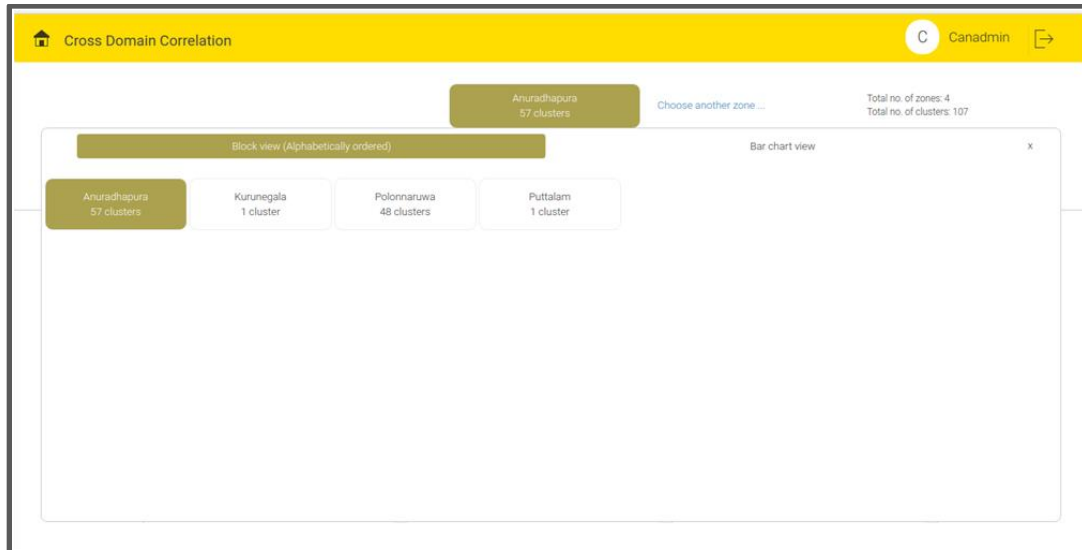 Cross Domain Correlation
C
Canadmin
Anuradhapura
57 clusters
Choose another zone ...
Total no. of zones: 4
Total no. of clusters: 107
Block view (Alphabetically ordered)
Bar chart view
x
Anuradhapura
57 clusters
Kurunegala
1 cluster
Polonnaruwa
48 clusters
Puttalam
1 cluster